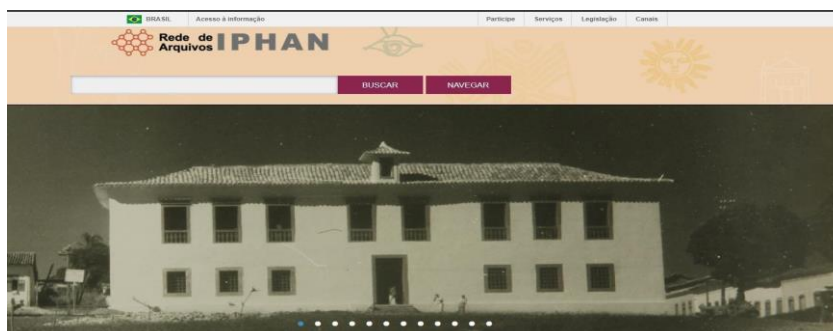 BRASIL Acesso à informação Participe Serviços Legislação Canais
Rede de
Arquivos IPHAN
BUSCAR NAVEGAR